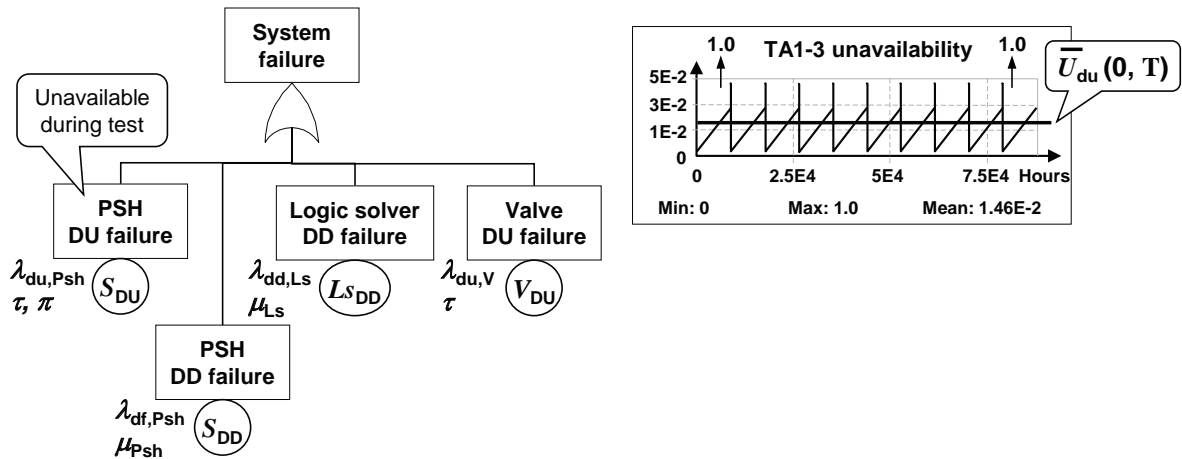 System
failure
Unavailable
during test
PSH
DU failure
λdu,Psh
τ, π
SDU
Logic solver
DD failure
λdd,Ls
μLs
LsDD
Valve
DU failure
λdu,V
τ
VDU
PSH
DD failure
λdf,Psh
μPsh
SDD
TA1-3 unavailability
1.0
1.0
5E-2
3E-2
1E-2
0
0 2.5E4 5E4 7.5E4 Hours
Min: 0 Max: 1.0 Mean: 1.46E-2
U̅du (0, T)